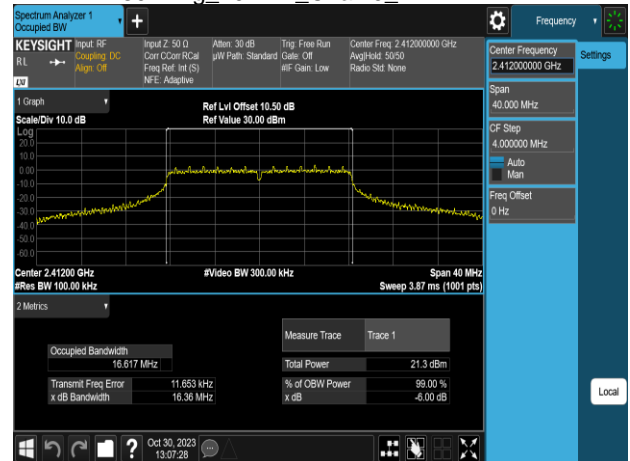 Spectrum Analyzer 1
Occupied BW
Frequency
KEYSIGHT
RL
LXI
Input: RF
Coupling: DC
Align: Off
Input Z: 50 Ω
Corr CCorr RCal
Freq Ref: Int (S)
NFE: Adaptive
Atten: 30 dB
µW Path: Standard
Trig: Free Run
Gate: Off
#IF Gain: Low
Center Freq: 2.412000000 GHz
Avg|Hold: 50/50
Radio Std: None
Center Frequency
2.412000000 GHz
Settings
Span
40.000 MHz
CF Step
4.000000 MHz
Auto
Man
Freq Offset
0 Hz
Local
1 Graph
Scale/Div 10.0 dB
Ref Lvl Offset 10.50 dB
Ref Value 30.00 dBm
Log
20.0
10.0
0.00
-10.0
-20.0
-30.0
-40.0
-50.0
-60.0
Center 2.41200 GHz
#Res BW 100.00 kHz
#Video BW 300.00 kHz
Span 40 MHz
Sweep 3.87 ms (1001 pts)
2 Metrics
Measure Trace Trace 1
Occupied Bandwidth
16.617 MHz
Total Power 21.3 dBm
Transmit Freq Error 11.653 kHz
% of OBW Power 99.00 %
x dB Bandwidth 16.36 MHz
x dB -6.00 dB
?
Oct 30, 2023
13:07:28